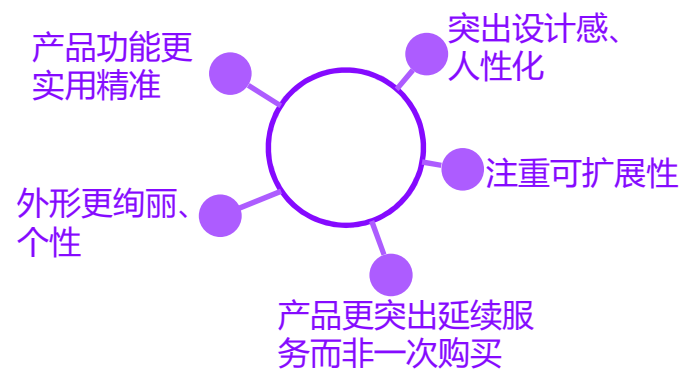 产品功能更
实用精准
突出设计感、
人性化
注重可扩展性
外形更绚丽、
个性
产品更突出延续服
务而非一次购买